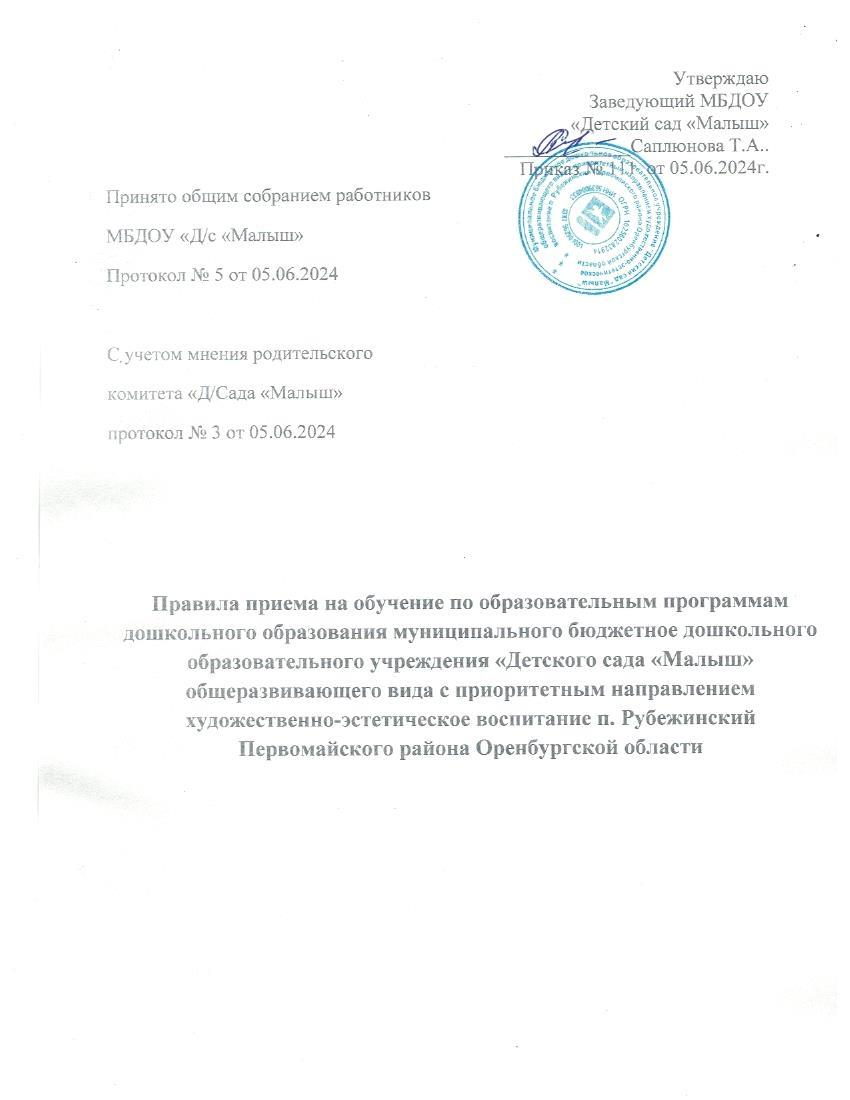 Утверждаю
Заведующий МБДОУ
«Детский сад «Малыш»
Саплюнова Т.А..
Приказ № от 05.06.2024г.
Принято общим собранием работников
МБДОУ «Д/с «Малыш»
Протокол № 5 от 05.06.2024
С учетом мнения родительского
комитета «Д/Сада «Малыш»
протокол № 3 от 05.06.2024
Правила приема на обучение по образовательным программам
дошкольного образования муниципального бюджетное дошкольного
образовательного учреждения «Детского сада «Малыш»
общеразвивающего вида с приоритетным направлением
художественно-эстетическое воспитание п. Рубежинский
Первомайского района Оренбургской области